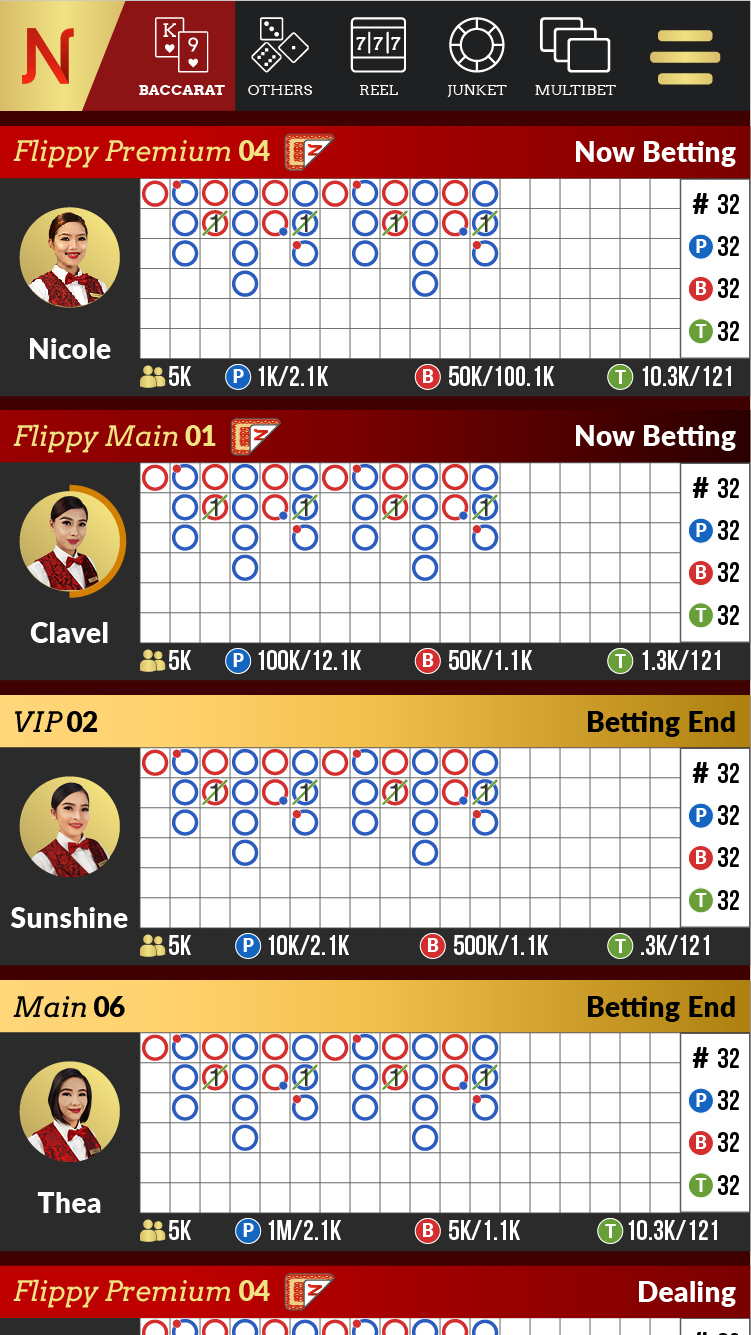 N
K 9
7 7 7
BACCARAT OTHERS REEL JUNKET MULTIBET
Flippy Premium 04 N Now Betting
1 1 1 1
# 32
P 32
B 32
T 32
Nicole
5K P 1K/2.1K B 50K/100.1K T 10.3K/121
Flippy Main 01 N Now Betting
1 1 1 1
# 32
P 32
B 32
T 32
Clavel
5K P 100K/12.1K B 50K/1.1K T 1.3K/121
VIP 02 Betting End
1 1 1 1
# 32
P 32
B 32
T 32
Sunshine
5K P 10K/2.1K B 500K/1.1K T .3K/121
Main 06 Betting End
1 1 1 1
# 32
P 32
B 32
T 32
Thea
5K P 1M/2.1K B 5K/1.1K T 10.3K/121
Flippy Premium 04 N Dealing